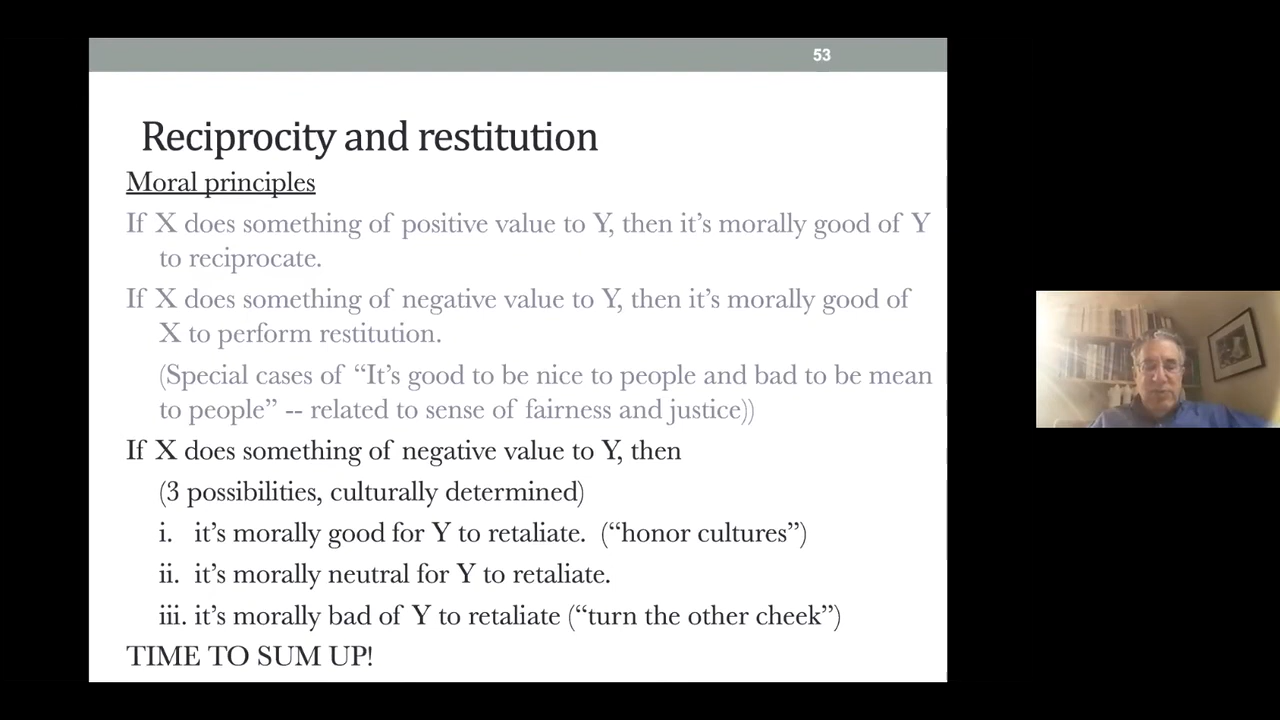 53
Reciprocity and restitution
Moral principles
If X does something of positive value to Y, then it’s morally good of Y
to reciprocate.
If X does something of negative value to Y, then it’s morally good of
X to perform restitution.
(Special cases of “It’s good to be nice to people and bad to be mean
to people” -- related to sense of fairness and justice))
If X does something of negative value to Y, then
(3 possibilities, culturally determined)
i. it’s morally good for Y to retaliate. (“honor cultures”)
ii. it’s morally neutral for Y to retaliate.
iii. it’s morally bad of Y to retaliate (“turn the other cheek”)
TIME TO SUM UP!